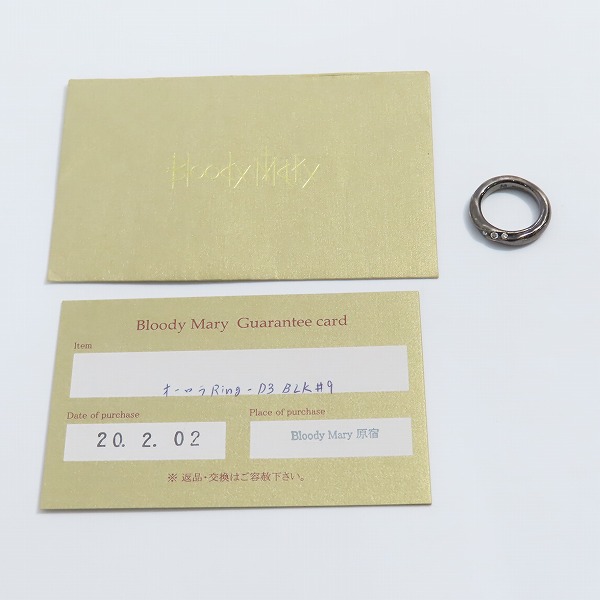 Bloody Mary
Bloody Mary Guarantee card
Item
オーロラRing-D3 BLK#9
Date of purchase
20. 2. 02
Place of purchase
Bloody Mary 原宿
※ 返品・交換はご容赦下さい。